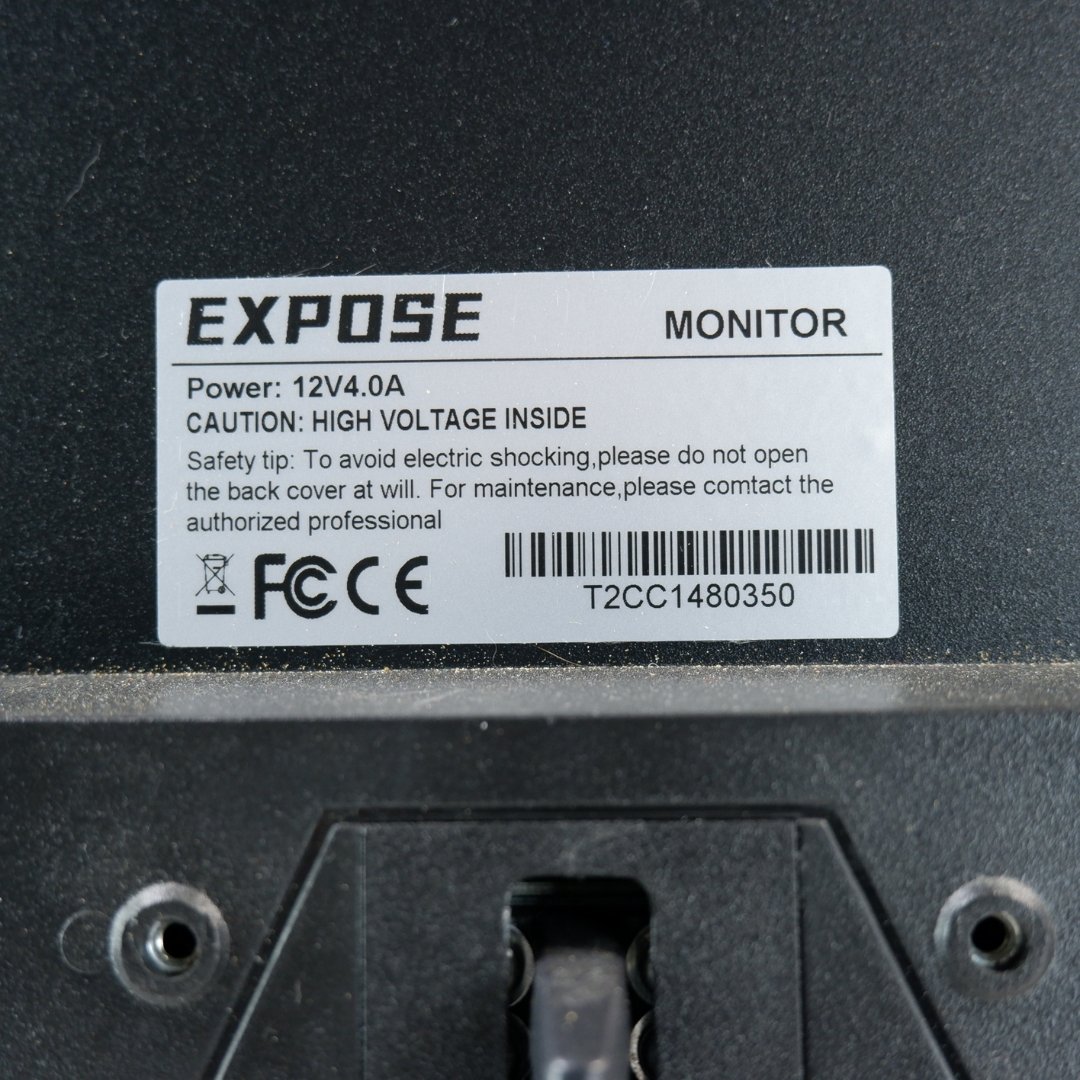 EXPOSE
MONITOR
Power: 12V4.0A
CAUTION: HIGH VOLTAGE INSIDE
Safety tip: To avoid electric shocking,please do not open
the back cover at will. For maintenance,please comtact the
authorized professional
FC CE
T2CC1480350